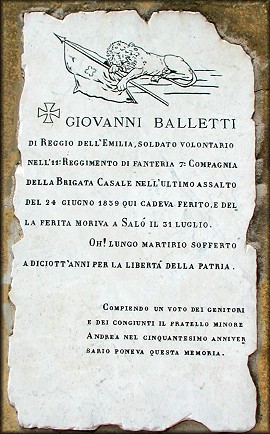 GIOVANNI BALLETTI
DI REGGIO DELL'EMILIA, SOLDATO VOLONTARIO
NELL'11º REGGIMENTO DI FANTERIA 7ª COMPAGNIA
DELLA BRIGATA CASALE NELL'ULTIMO ASSALTO
DEL 24 GIUGNO 1859 QUI CADEVA FERITO, E DEL
LA FERITA MORIVA A SALÓ IL 31 LUGLIO.
OH! LUNGO MARTIRIO SOFFERTO
A DICIOTT'ANNI PER LA LIBERTÁ DELLA PATRIA.
COMPIENDO UN VOTO DEI GENITORI
E DEI CONGIUNTI IL FRATELLO MINORE
ANDREA NEL CINQUANTESIMO ANNIVER
SARIO PONEVA QUESTA MEMORIA.